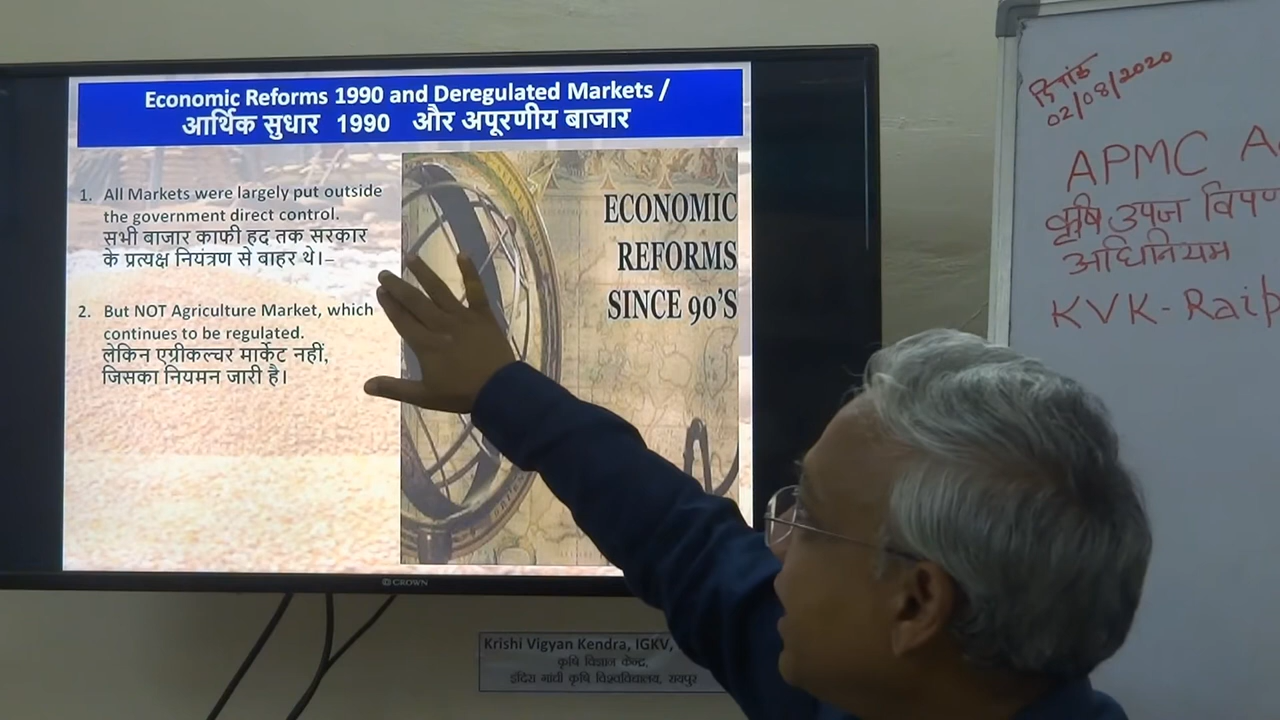 Economic Reforms 1990 and Deregulated Markets /
आर्थिक सुधार 1990 और अपूरणीय बाजार
1. All Markets were largely put outside
the government direct control.
सभी बाजार काफी हद तक सरकार
के प्रत्यक्ष नियंत्रण से बाहर थे।–
2. But NOT Agriculture Market, which
continues to be regulated.
लेकिन एग्रीकल्चर मार्केट नहीं,
जिसका नियमन जारी है।
ECONOMIC
REFORMS
SINCE 90'S
CROWN
Krishi Vigyan Kendra, IGKV,
कृषि विज्ञान केन्द्र,
इंदिरा गांधी कृषि विश्वविद्यालय, रायपुर
दिनांक
02/08/2020
APMC
कृषि उपज
अधिनियम
KVK-